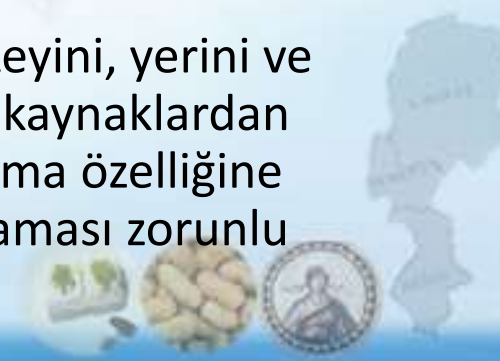 eyini, yerini ve
kaynaklardan
ma özelliğine
aması zorunlu